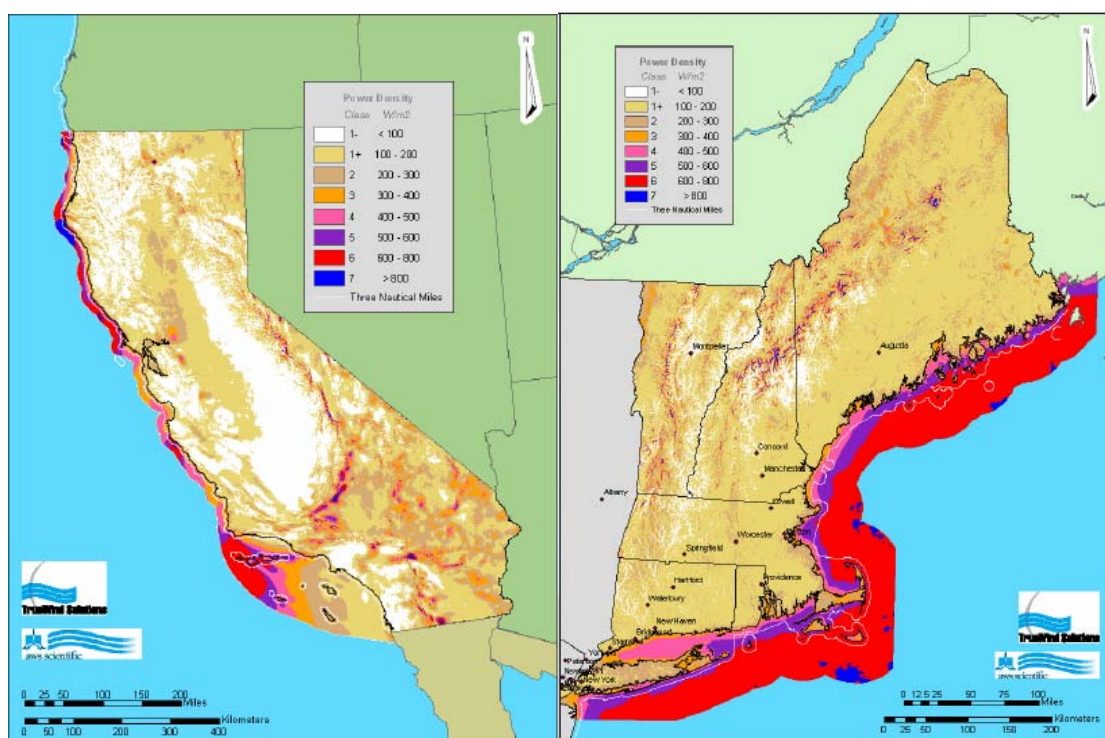 N
Power Density
Class W/m2
1- < 100
1+ 100 - 200
2 200 - 300
3 300 - 400
4 400 - 500
5 500 - 600
6 600 - 800
7 > 800
Three Nautical Miles
TrueWind Solutions
aws scientific
0 25 50 100 150 200
Miles
Kilometers
0 50 100 200 300 400
N
Power Density
Class W/m2
1- < 100
1+ 100 - 200
2 200 - 300
3 300 - 400
4 400 - 500
5 500 - 600
6 600 - 800
7 > 800
Three Nautical Miles
Montpelier
Augusta
Concord
Manchester
Albany
Lowell
Worcester
Boston
Springfield
Hartford
Providence
Waterbury
New Haven
Bridgeport
Stamford
New York
TrueWind Solutions
aws scientific
0 12.5 25 50 75 100
Miles
Kilometers
0 25 50 100 150 200